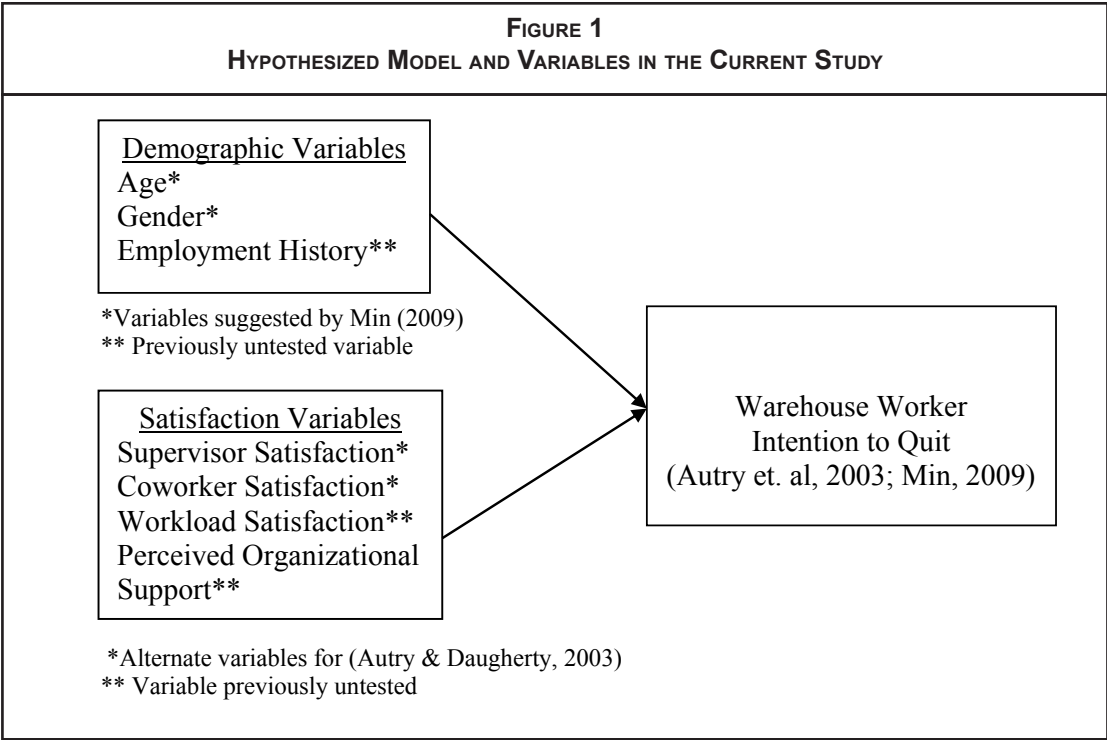 FIGURE 1
HYPOTHESIZED MODEL AND VARIABLES IN THE CURRENT STUDY
Demographic Variables
Age*
Gender*
Employment History**
*Variables suggested by Min (2009)
** Previously untested variable
Satisfaction Variables
Supervisor Satisfaction*
Coworker Satisfaction*
Workload Satisfaction**
Perceived Organizational
Support**
*Alternate variables for (Autry & Daugherty, 2003)
** Variable previously untested
Warehouse Worker
Intention to Quit
(Autry et. al, 2003; Min, 2009)